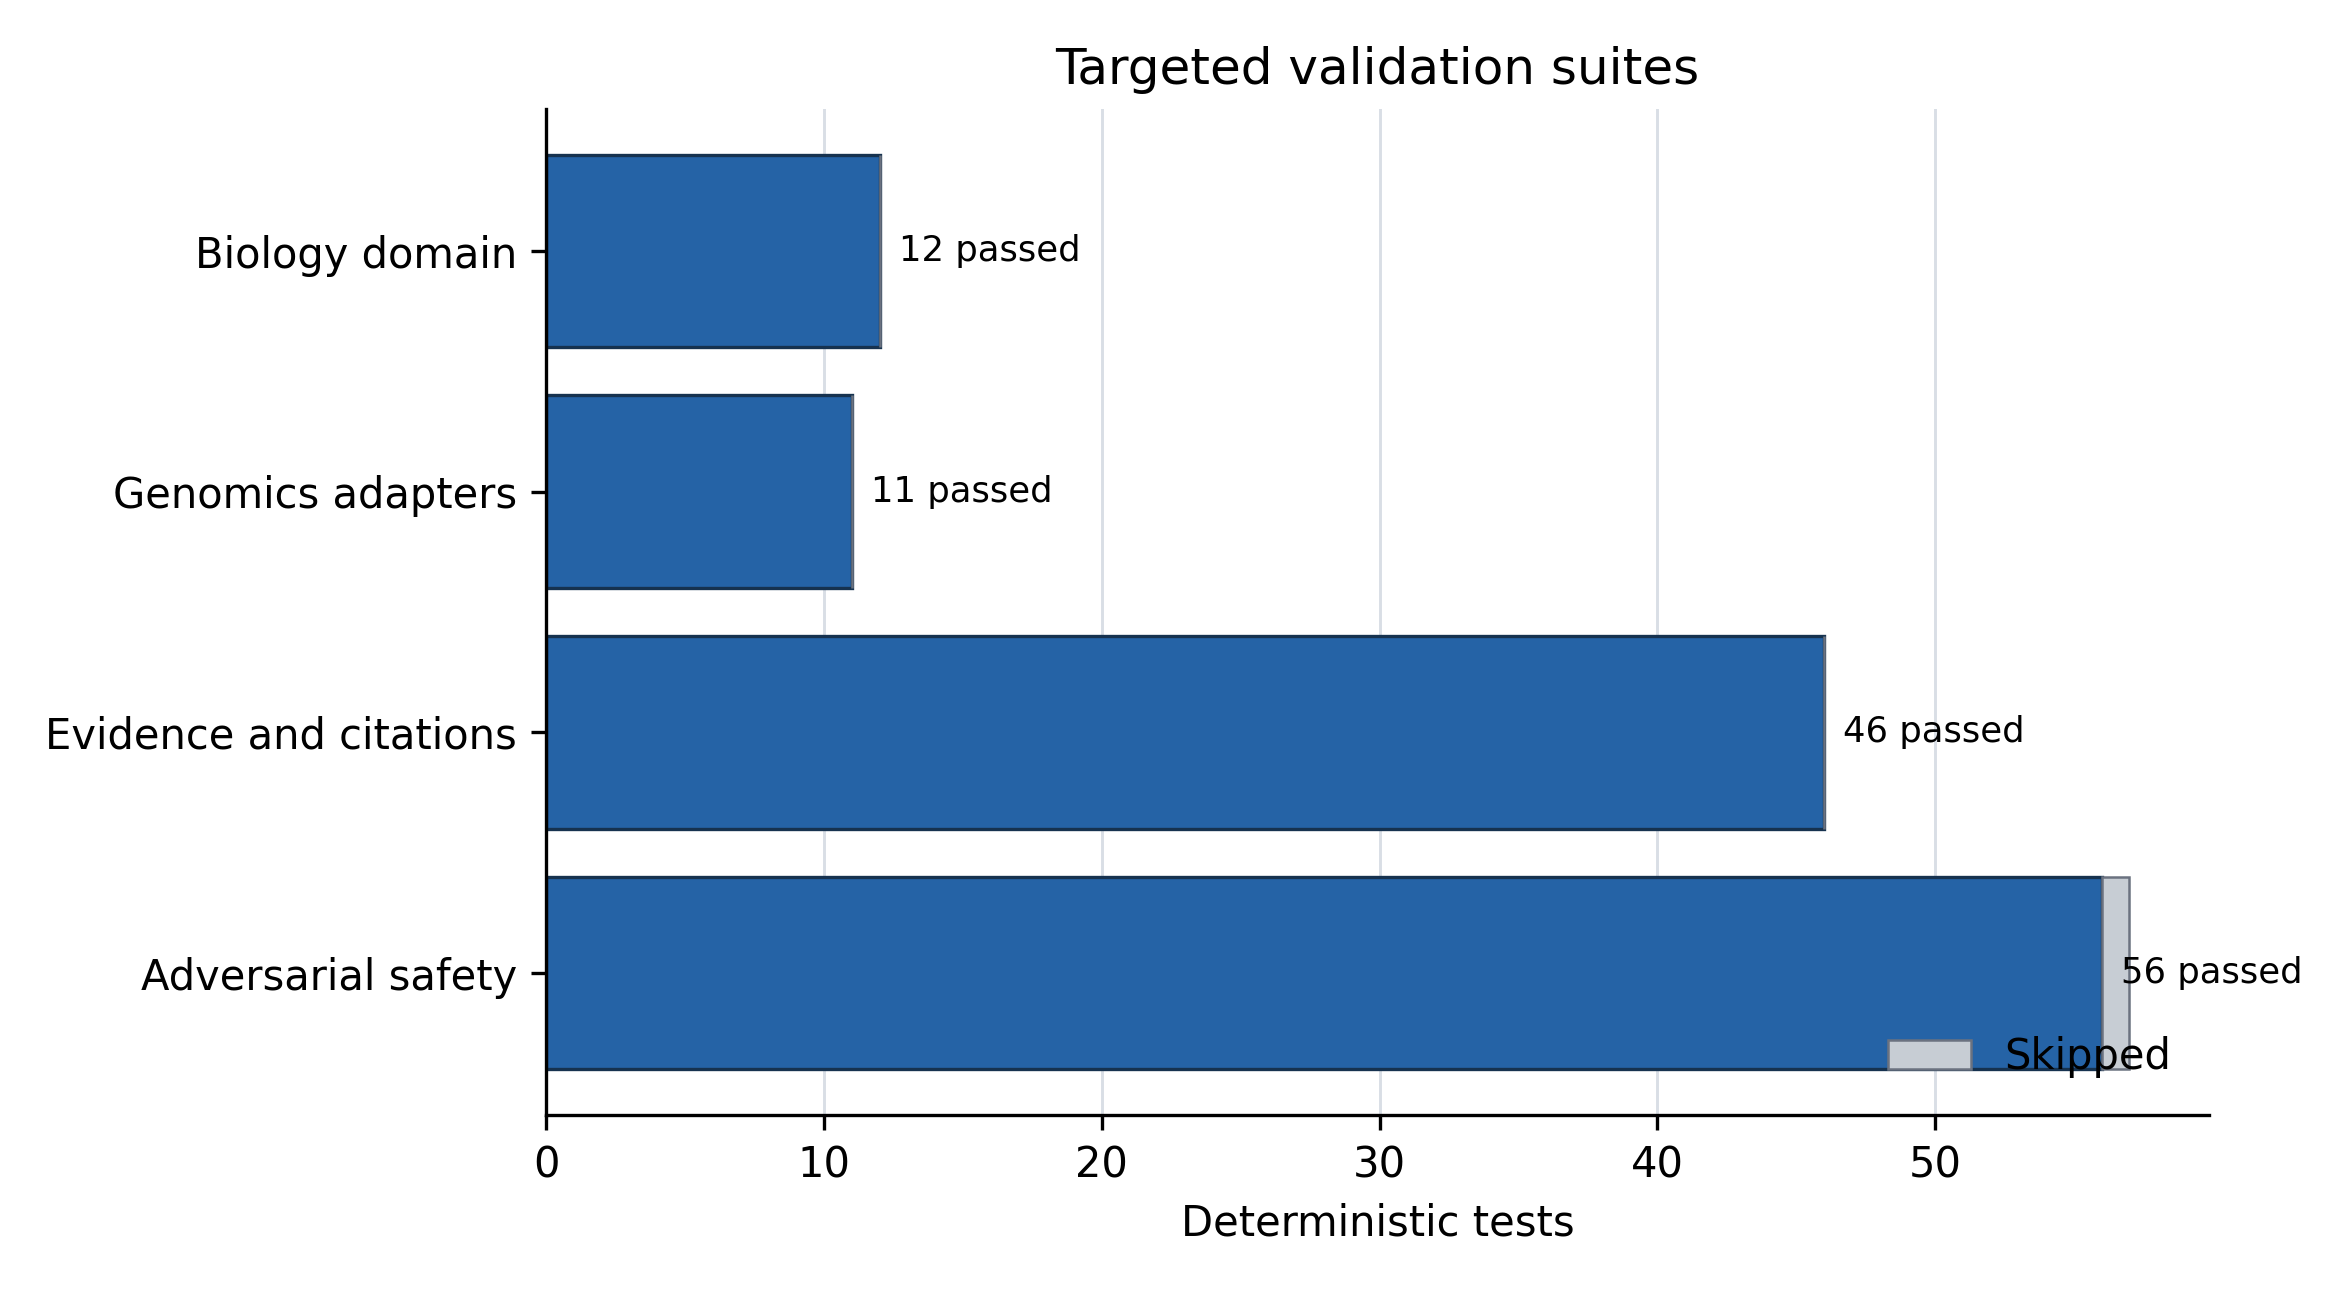 Targeted validation suites
Biology domain
12 passed
Genomics adapters
11 passed
Evidence and citations
46 passed
Adversarial safety
56 passed
Skipped
0 10 20 30 40 50
Deterministic tests